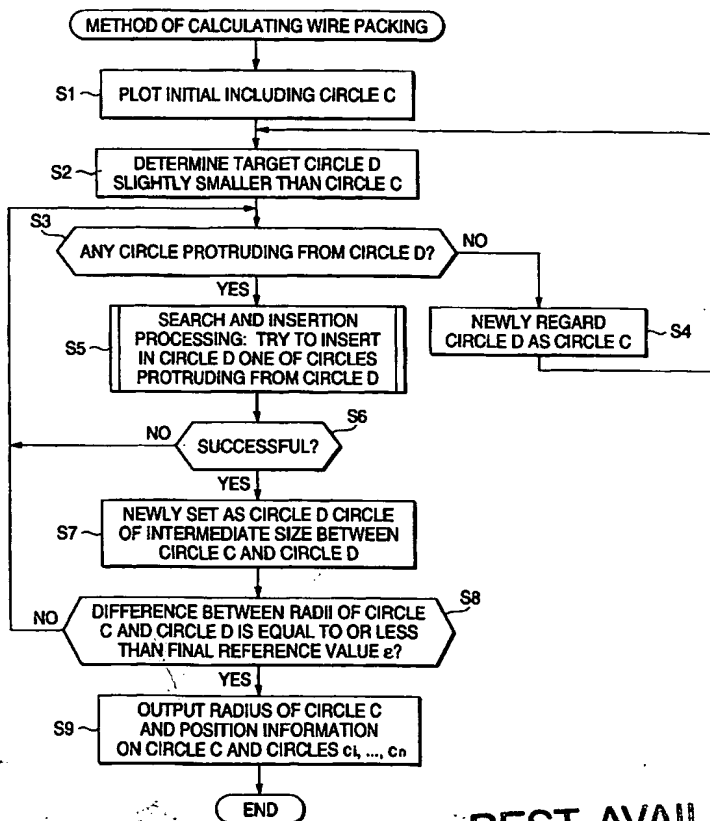 METHOD OF CALCULATING WIRE PACKING
S1
PLOT INITIAL INCLUDING CIRCLE C
S2
DETERMINE TARGET CIRCLE D
SLIGHTLY SMALLER THAN CIRCLE C
S3
ANY CIRCLE PROTRUDING FROM CIRCLE D?
NO
YES
S4
NEWLY REGARD
CIRCLE D AS CIRCLE C
S5
SEARCH AND INSERTION
PROCESSING: TRY TO INSERT
IN CIRCLE D ONE OF CIRCLES
PROTRUDING FROM CIRCLE D
S6
NO
SUCCESSFUL?
YES
S7
NEWLY SET AS CIRCLE D CIRCLE
OF INTERMEDIATE SIZE BETWEEN
CIRCLE C AND CIRCLE D
S8
NO
DIFFERENCE BETWEEN RADII OF CIRCLE
C AND CIRCLE D IS EQUAL TO OR LESS
THAN FINAL REFERENCE VALUE ε?
YES
S9
OUTPUT RADIUS OF CIRCLE C
AND POSITION INFORMATION
ON CIRCLE C AND CIRCLES ci, ..., cn
END
BEST AVAIL